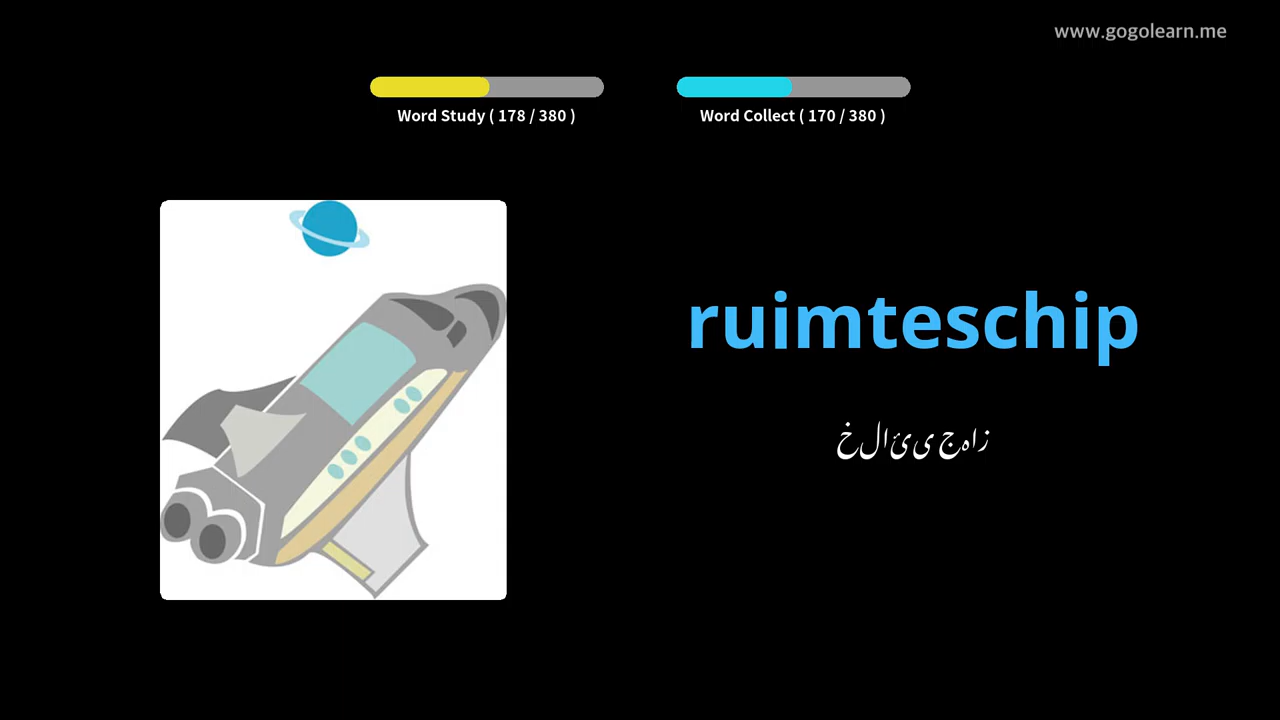 www.gogolearn.me
Word Study ( 178 / 380 )
Word Collect ( 170 / 380 )
ruimteschip
خلائی جہاز